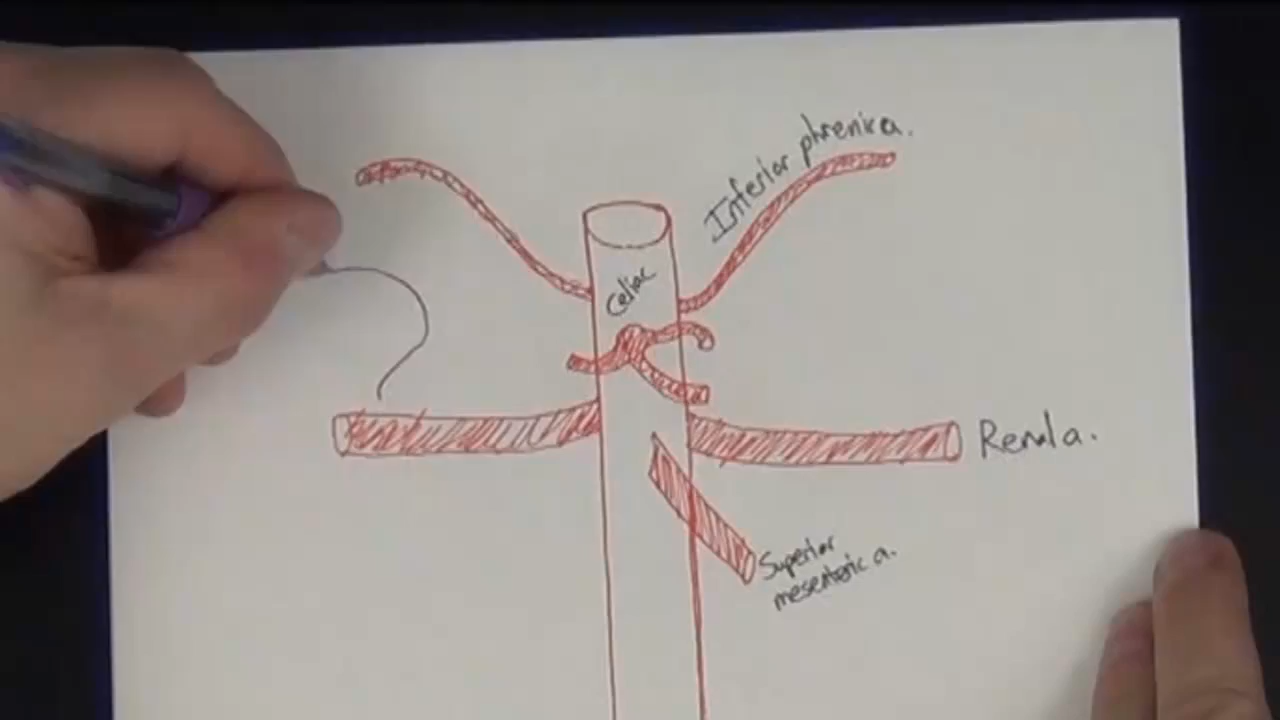 Inferior phrenic a.
Celiac
Renal a.
Superior
mesenteric a.